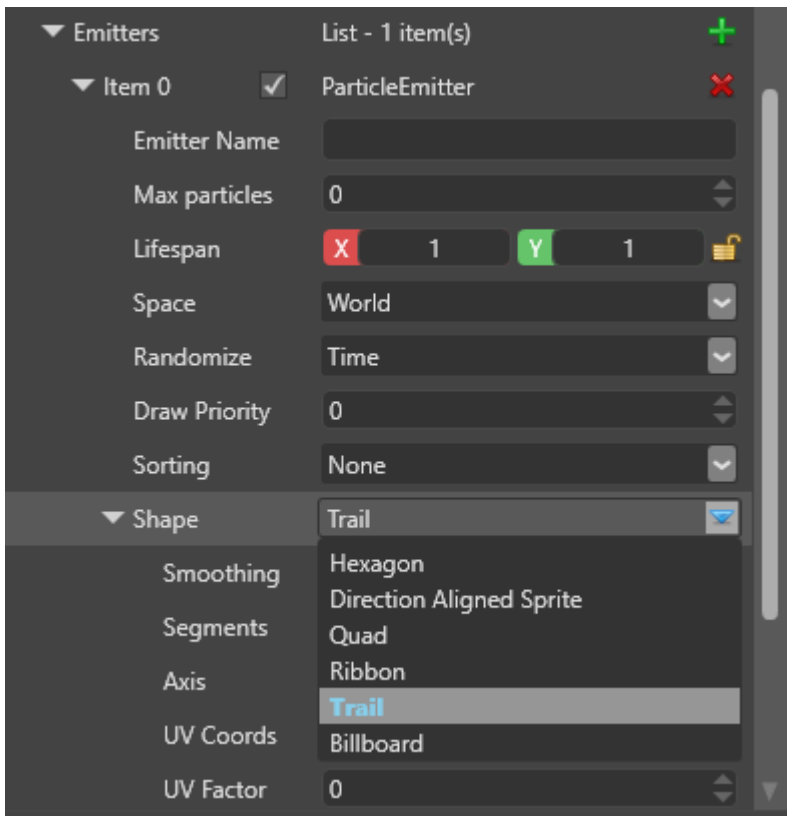 Emitters List - 1 item(s)
Item 0 ParticleEmitter
Emitter Name
Max particles 0
Lifespan X 1 Y 1
Space World
Randomize Time
Draw Priority 0
Sorting None
Shape Trail
Smoothing
Segments
Axis
UV Coords
UV Factor 0
Hexagon
Direction Aligned Sprite
Quad
Ribbon
Trail
Billboard